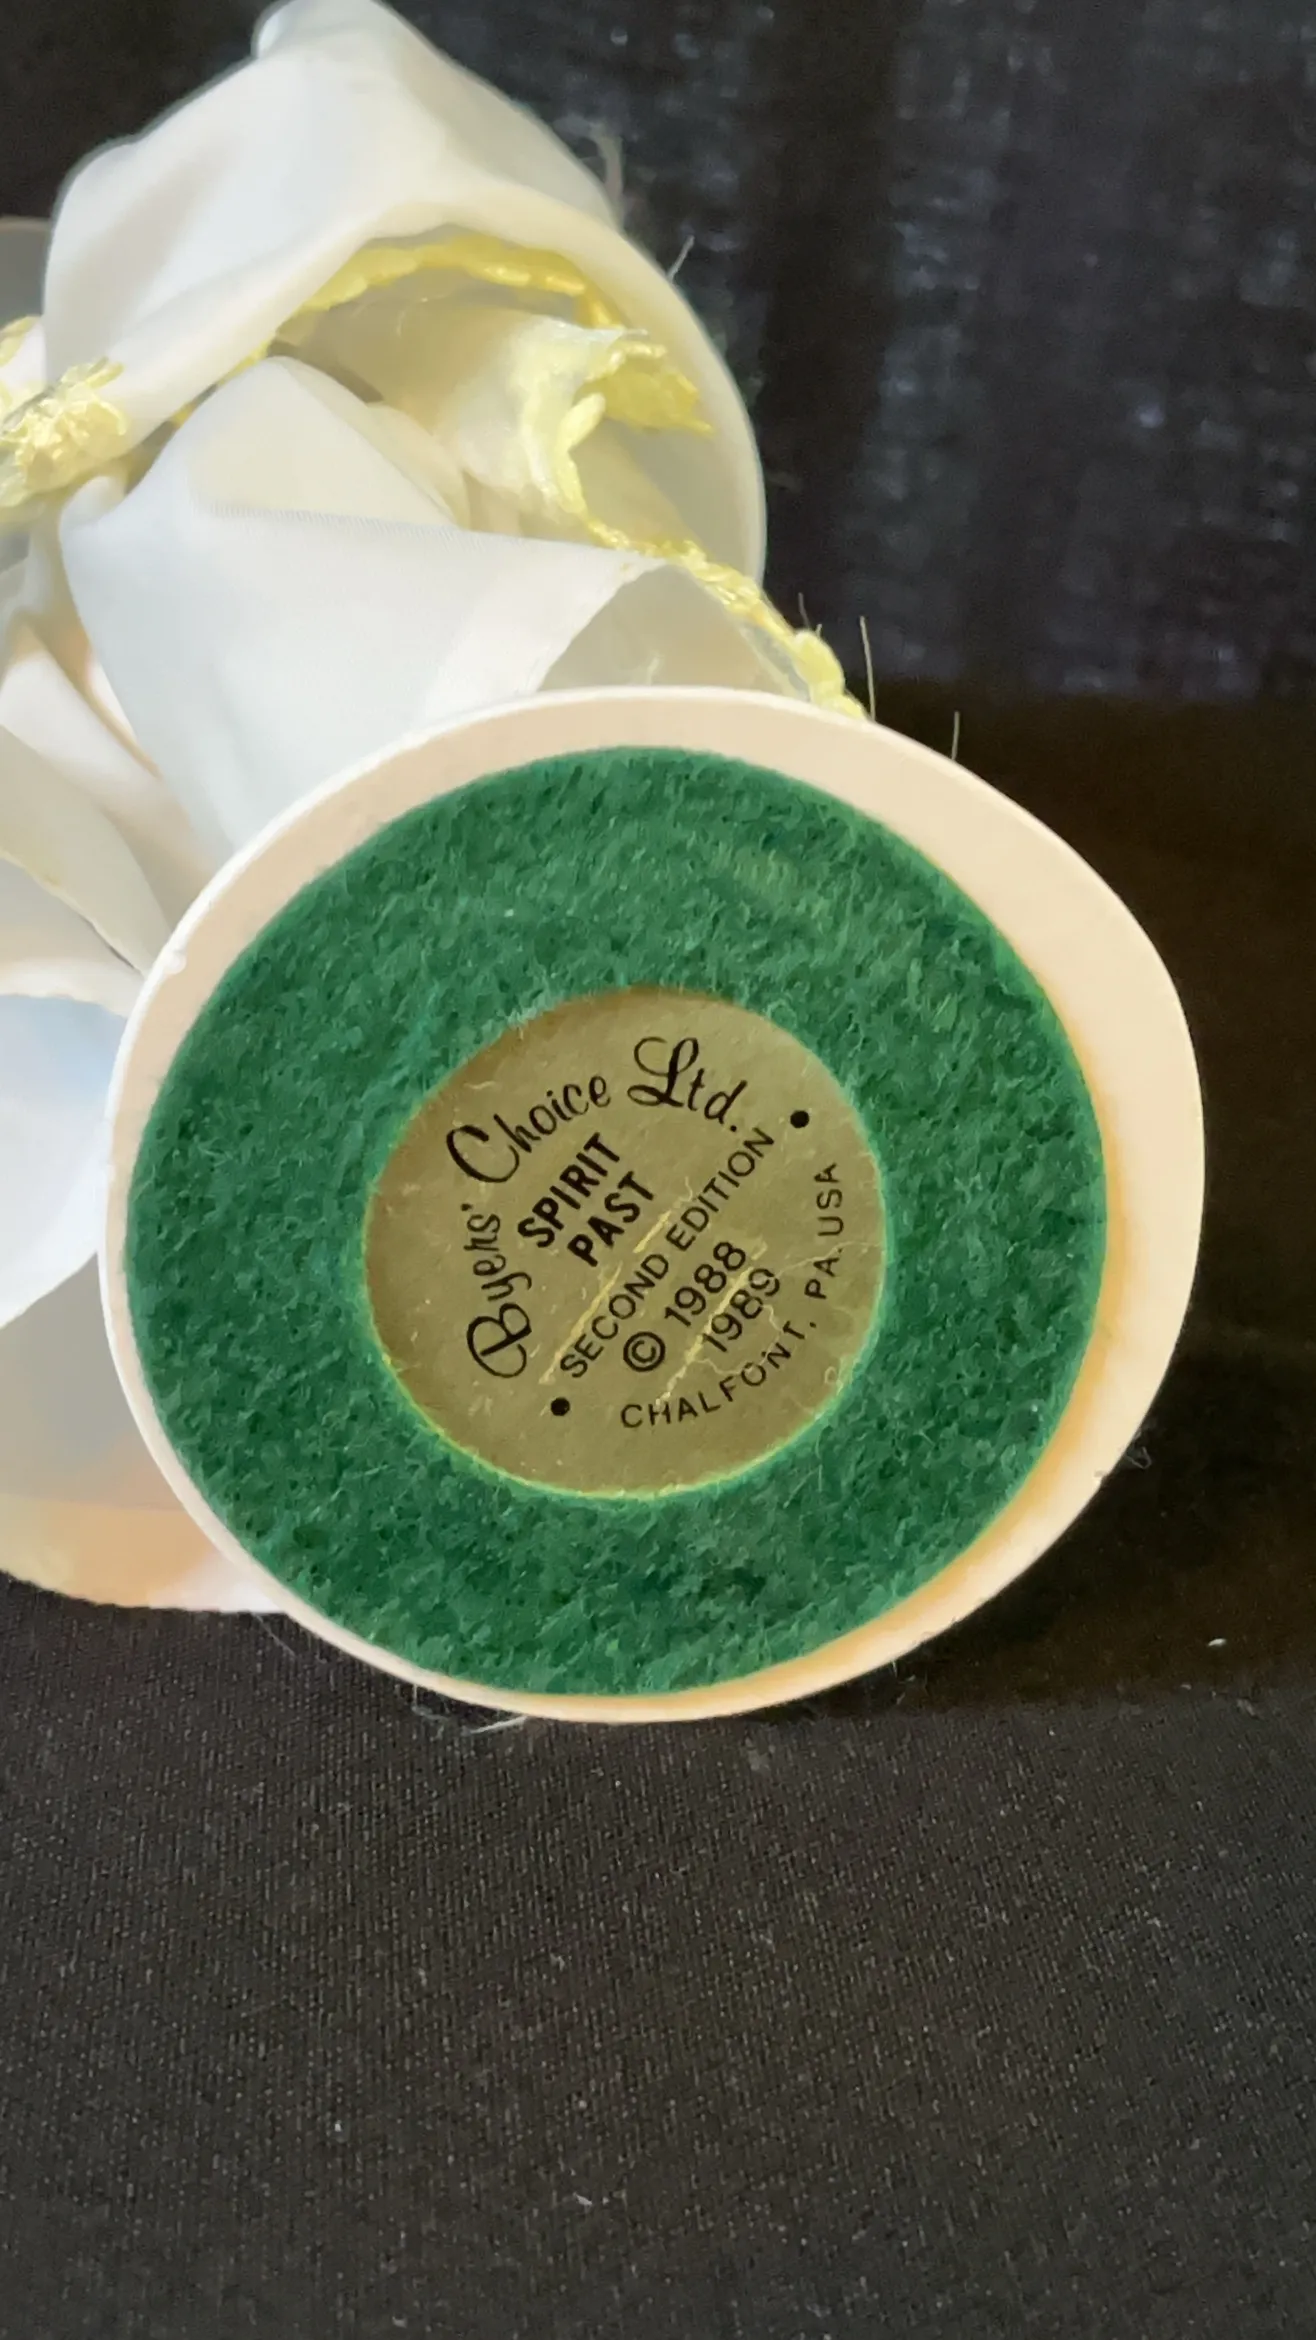 Byers' Choice Ltd.
SPIRIT
PAST
SECOND EDITION
© 1988
1989
CHALFONT, PA. USA